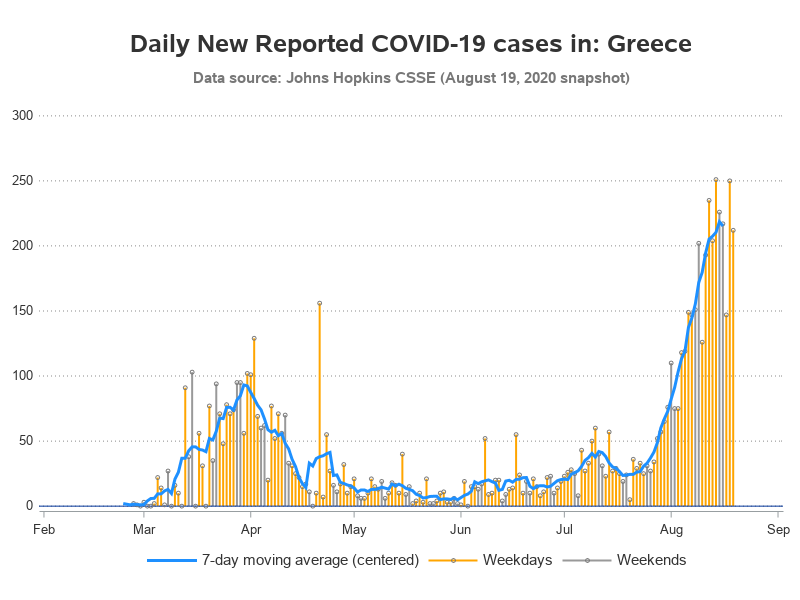 Daily New Reported COVID-19 cases in: Greece
Data source: Johns Hopkins CSSE (August 19, 2020 snapshot)
300
250
200
150
100
50
0
Feb Mar Apr May Jun Jul Aug Sep
7-day moving average (centered) Weekdays Weekends